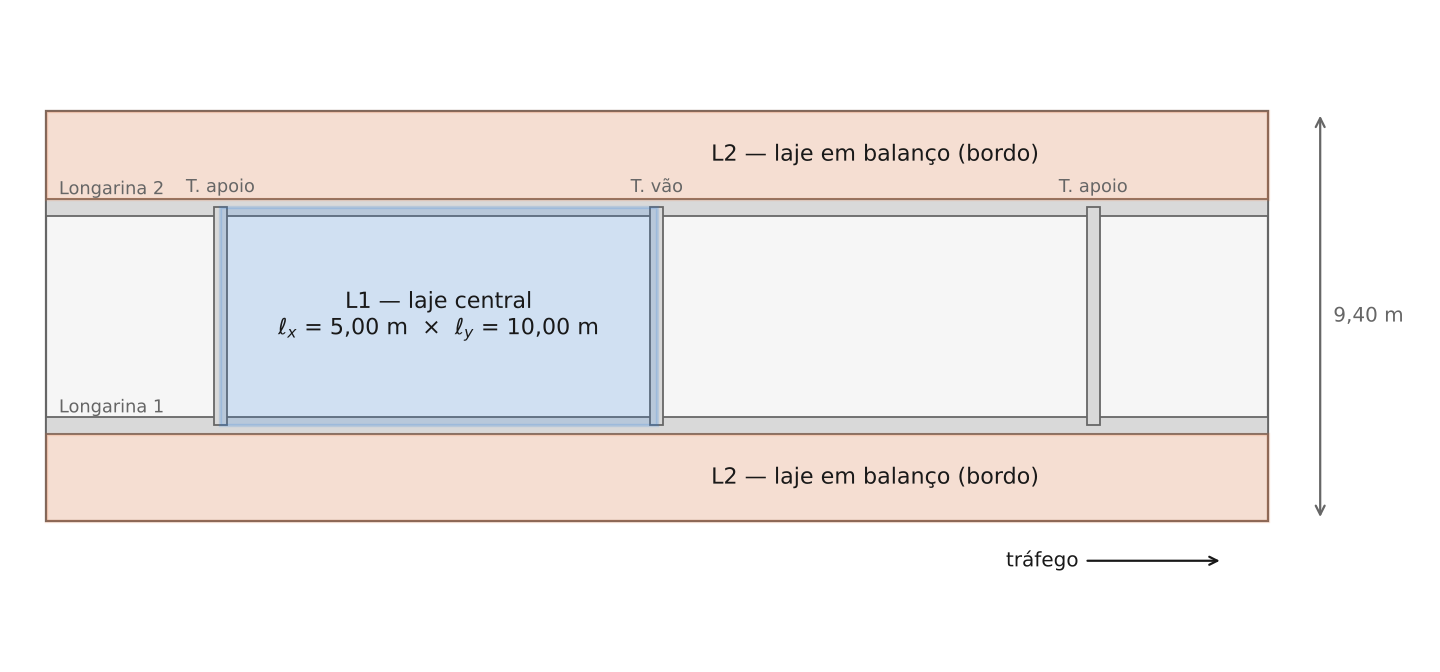 L2 — laje em balanço (bordo)
Longarina 2
T. apoio
T. vão
T. apoio
L1 — laje central
ℓx = 5,00 m × ℓy = 10,00 m
9,40 m
Longarina 1
L2 — laje em balanço (bordo)
tráfego